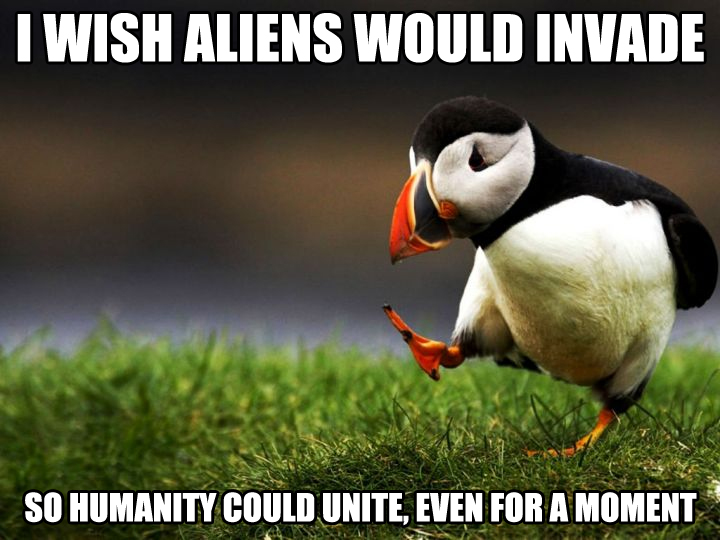 I WISH ALIENS WOULD INVADE
SO HUMANITY COULD UNITE, EVEN FOR A MOMENT